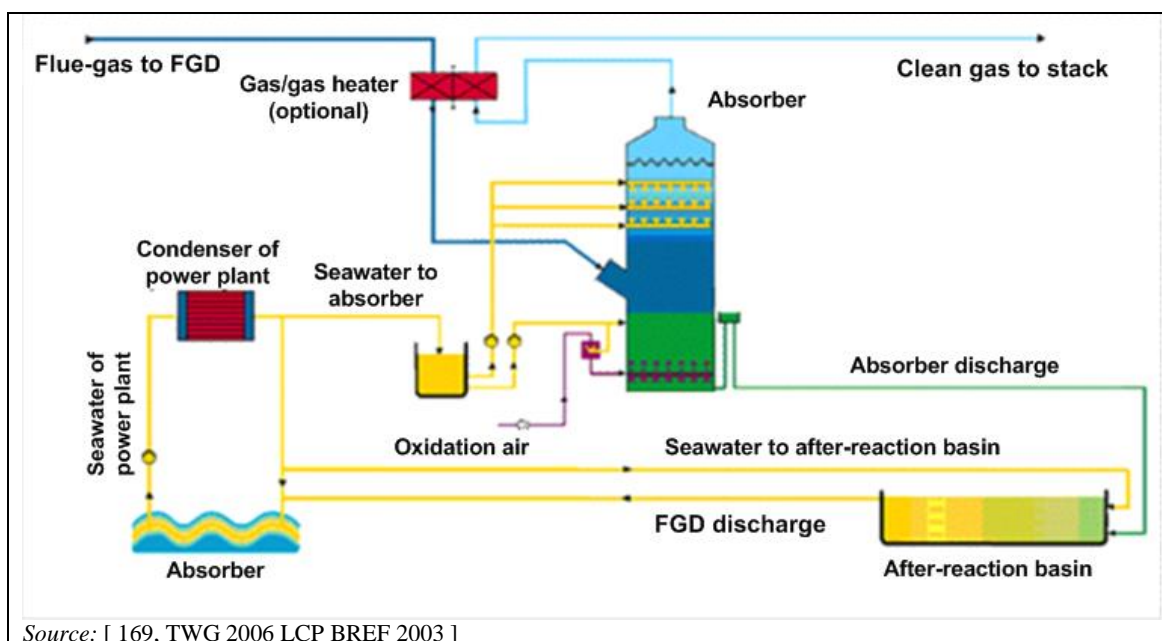 Flue-gas to FGD
Clean gas to stack
Gas/gas heater
(optional)
Absorber
Condenser of
power plant
Seawater to
absorber
Seawater of
power plant
Absorber discharge
Oxidation air
Seawater to after-reaction basin
FGD discharge
Absorber
After-reaction basin
Source: [ 169, TWG 2006 LCP BREF 2003 ]